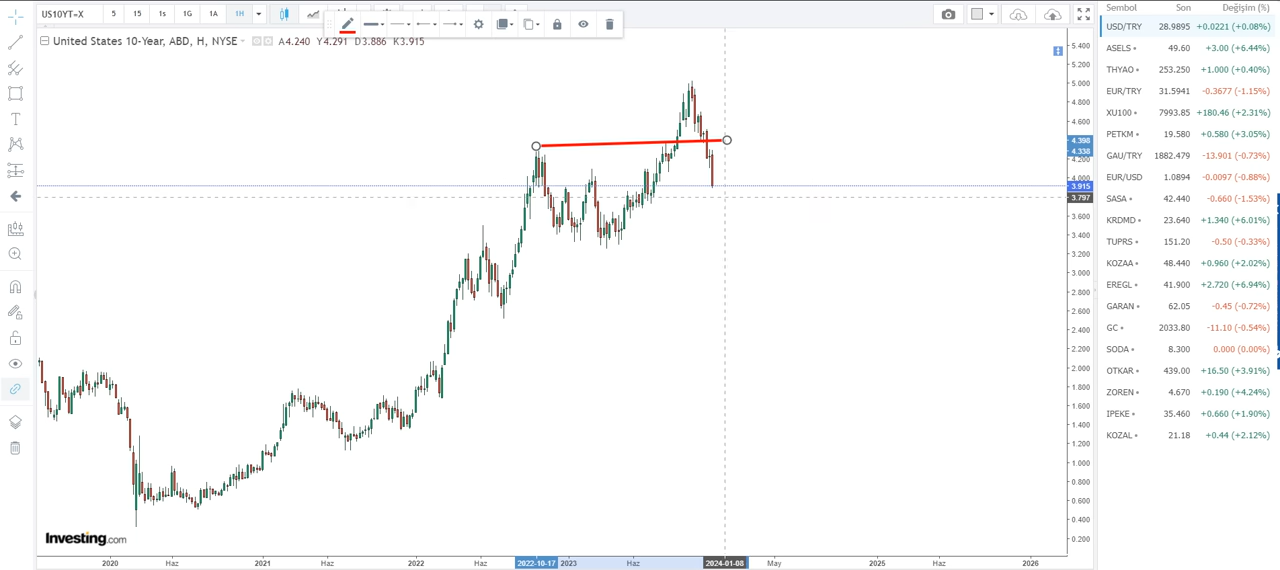 US10YT=X 5 15 1s 1G 1A 1H
United States 10-Year, ABD, H, NYSE A4.240 Y4.291 D3.886 K3.915
5.400
5.200
5.000
4.800
4.600
4.398
4.338
4.200
4.000
3.915
3.797
3.600
3.400
3.200
3.000
2.800
2.600
2.400
2.200
2.000
1.800
1.600
1.400
1.200
1.000
0.800
0.600
0.400
0.200
Investing.com
2020 Haz 2021 Haz 2022 Haz 2022-10-17 2023 Haz 2024-01-08 May 2025 Haz 2026
Sembol Son Değişim (%)
USD/TRY 28.9895 +0.0221 (+0.08%)
ASELS 49.60 +3.00 (+6.44%)
THYAO 253.250 +1.000 (+0.40%)
EUR/TRY 31.5941 -0.3677 (-1.15%)
XU100 7993.85 +180.46 (+2.31%)
PETKM 19.580 +0.580 (+3.05%)
GAU/TRY 1882.479 -13.901 (-0.73%)
EUR/USD 1.0894 -0.0097 (-0.88%)
SASA 42.440 -0.660 (-1.53%)
KRDMD 23.640 +1.340 (+6.01%)
TUPRS 151.20 -0.50 (-0.33%)
KOZAA 48.440 +0.960 (+2.02%)
EREGL 41.900 +2.720 (+6.94%)
GARAN 62.05 -0.45 (-0.72%)
GC 2033.80 -11.10 (-0.54%)
SODA 8.300 0.000 (0.00%)
OTKAR 439.00 +16.50 (+3.91%)
ZOREN 4.670 +0.190 (+4.24%)
IPEKE 35.460 +0.660 (+1.90%)
KOZAL 21.18 +0.44 (+2.12%)